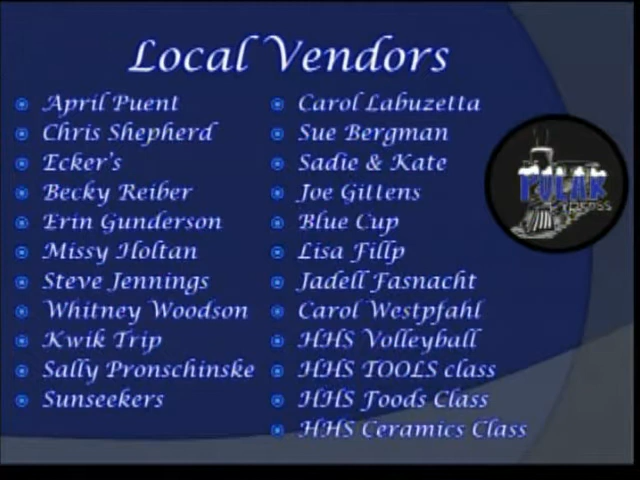 Local Vendors
April Puent
Chris Shepherd
Ecker's
Becky Reiber
Erin Gunderson
Missy Holtan
Steve Jennings
Whitney Woodson
Kwik Trip
Sally Pronschinske
Sunseekers
Carol Labuzetta
Sue Bergman
Sadie & Kate
Joe Gittens
Blue Cup
Lisa Fillp
Jadell Fasnacht
Carol Westpfahl
HHS Volleyball
HHS TOOLS class
HHS Foods Class
HHS Ceramics Class
POLAR